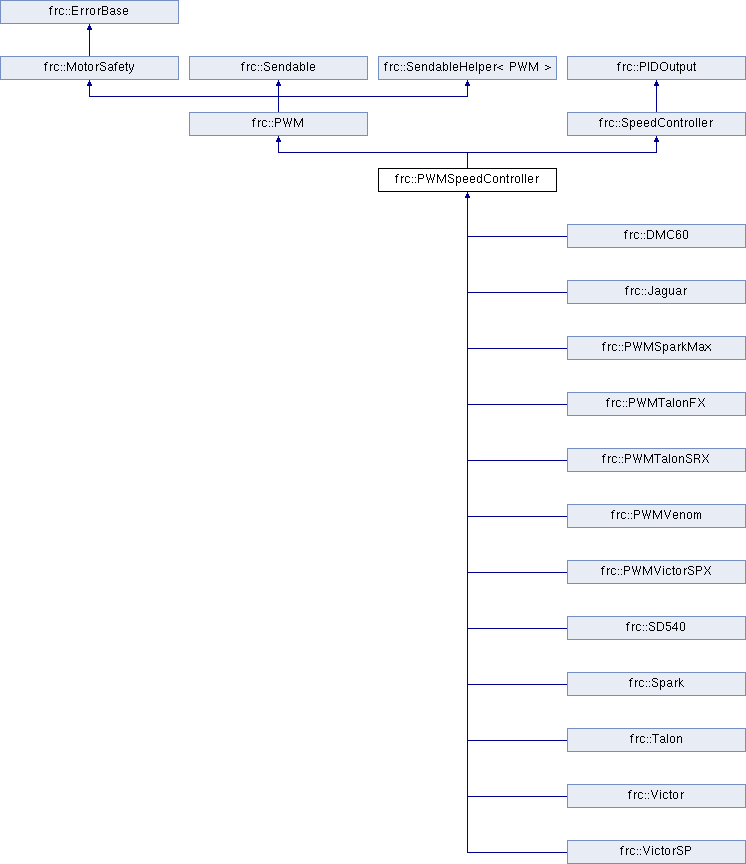 frc::ErrorBase
frc::MotorSafety
frc::Sendable
frc::SendableHelper< PWM >
frc::PIDOutput
frc::PWM
frc::SpeedController
frc::PWMSpeedController
frc::DMC60
frc::Jaguar
frc::PWMSparkMax
frc::PWMTalonFX
frc::PWMTalonSRX
frc::PWMVenom
frc::PWMVictorSPX
frc::SD540
frc::Spark
frc::Talon
frc::Victor
frc::VictorSP